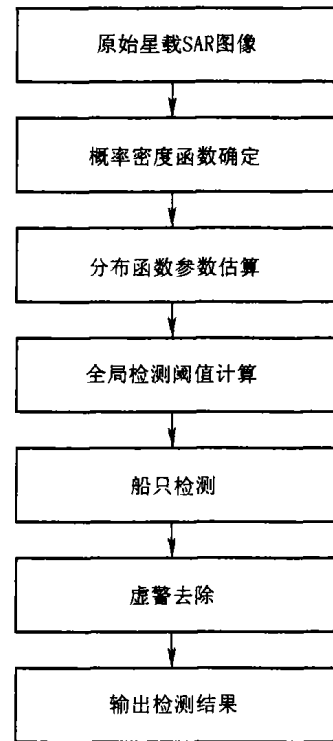 原始星载SAR图像
概率密度函数确定
分布函数参数估算
全局检测阈值计算
船只检测
虚警去除
输出检测结果